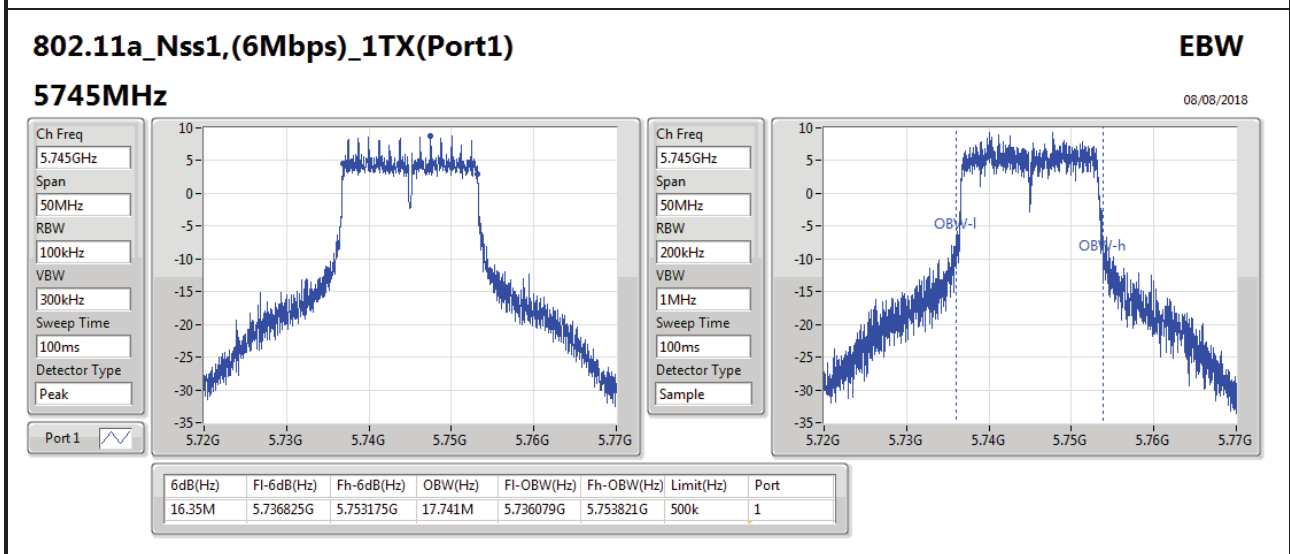 802.11a_Nss1,(6Mbps)_1TX(Port1)
EBW
5745MHz
08/08/2018
Ch Freq
5.745GHz
Span
50MHz
RBW
100kHz
VBW
300kHz
Sweep Time
100ms
Detector Type
Peak
Port 1
10
5
0
-5
-10
-15
-20
-25
-30
-35
5.72G 5.73G 5.74G 5.75G 5.76G 5.77G
Ch Freq
5.745GHz
Span
50MHz
RBW
200kHz
VBW
1MHz
Sweep Time
100ms
Detector Type
Sample
10
5
0
-5
-10
-15
-20
-25
-30
-35
OBW-l
OBW-h
5.72G 5.73G 5.74G 5.75G 5.76G 5.77G
6dB(Hz) Fl-6dB(Hz) Fh-6dB(Hz) OBW(Hz) Fl-OBW(Hz) Fh-OBW(Hz) Limit(Hz) Port
16.35M 5.736825G 5.753175G 17.741M 5.736079G 5.753821G 500k 1